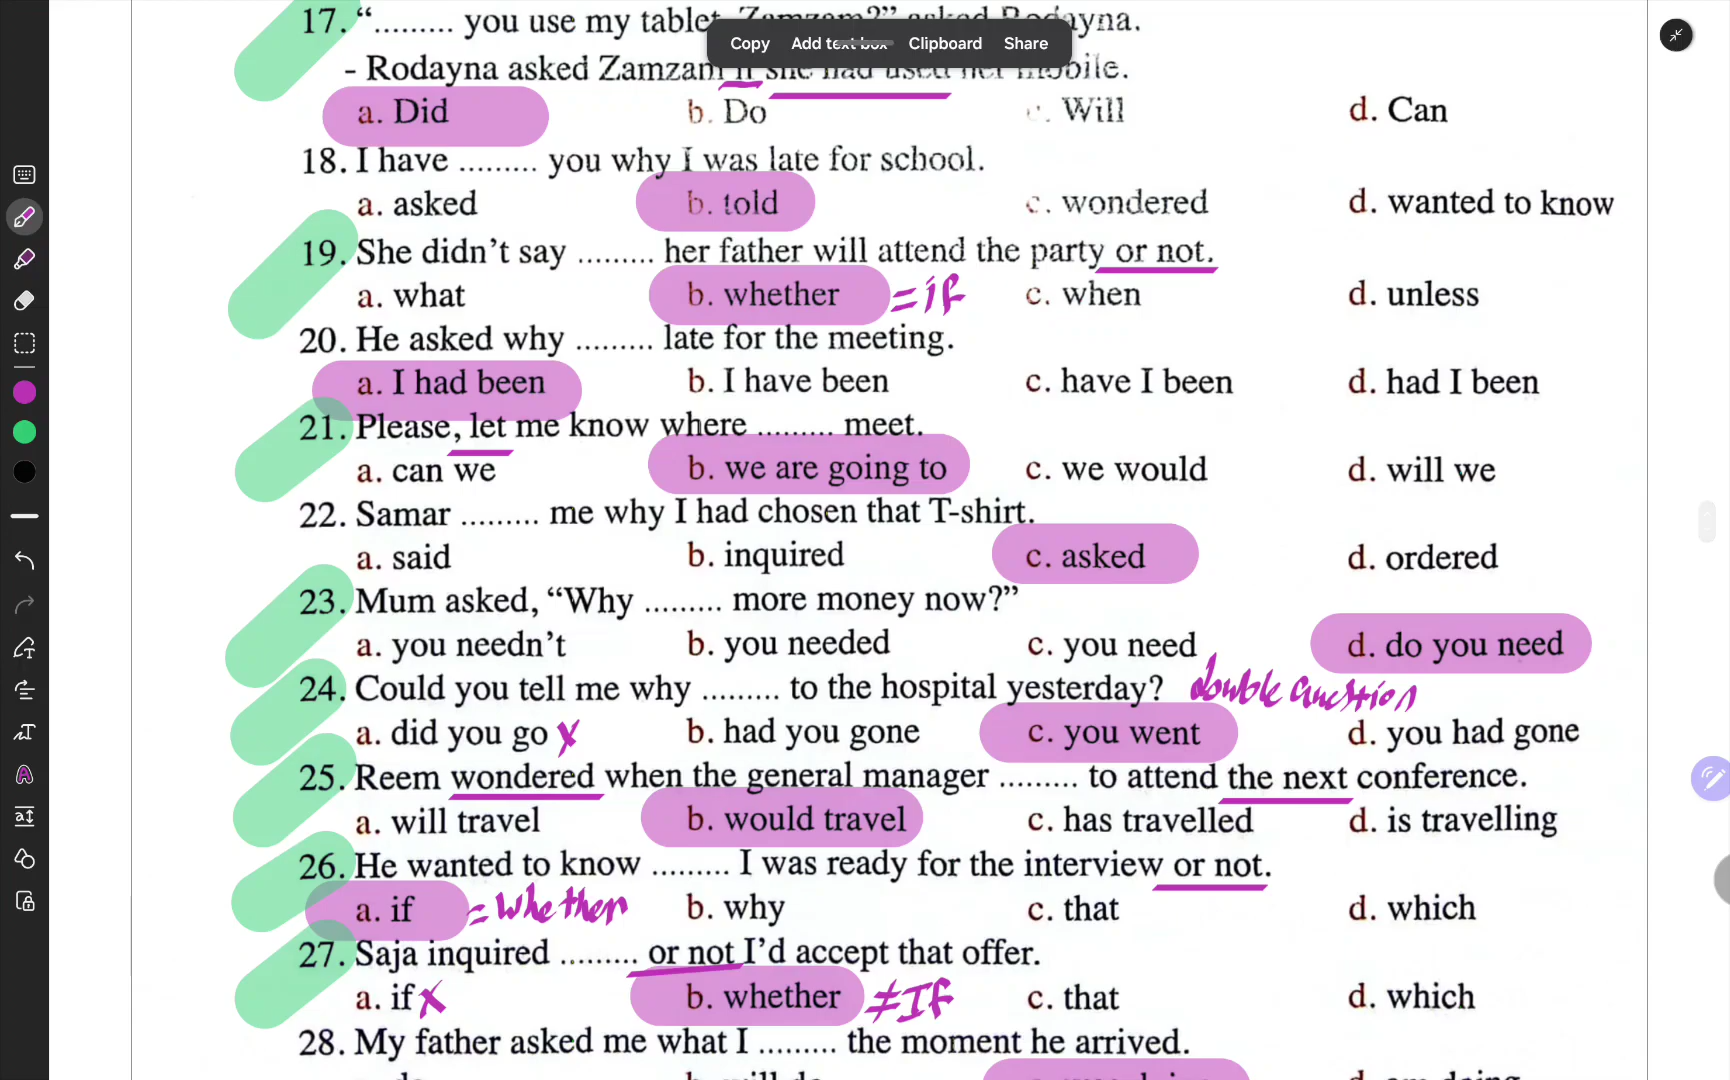 17. “......... you use my tablet, Zamzam?” asked Rodayna.
Copy Add text box Clipboard Share
- Rodayna asked Zamzam if she had used her mobile.
a. Did b. Do c. Will d. Can
18. I have ......... you why I was late for school.
a. asked b. told c. wondered d. wanted to know
19. She didn’t say ......... her father will attend the party or not.
a. what b. whether =if c. when d. unless
20. He asked why ......... late for the meeting.
a. I had been b. I have been c. have I been d. had I been
21. Please, let me know where ......... meet.
a. can we b. we are going to c. we would d. will we
22. Samar ......... me why I had chosen that T-shirt.
a. said b. inquired c. asked d. ordered
23. Mum asked, “Why ......... more money now?”
a. you needn’t b. you needed c. you need d. do you need
24. Could you tell me why ......... to the hospital yesterday? double question
a. did you go x b. had you gone c. you went d. you had gone
25. Reem wondered when the general manager ......... to attend the next conference.
a. will travel b. would travel c. has travelled d. is travelling
26. He wanted to know ......... I was ready for the interview or not.
a. if =whether b. why c. that d. which
27. Saja inquired ......... or not I’d accept that offer.
a. if x b. whether ≠IF c. that d. which
28. My father asked me what I ......... the moment he arrived.